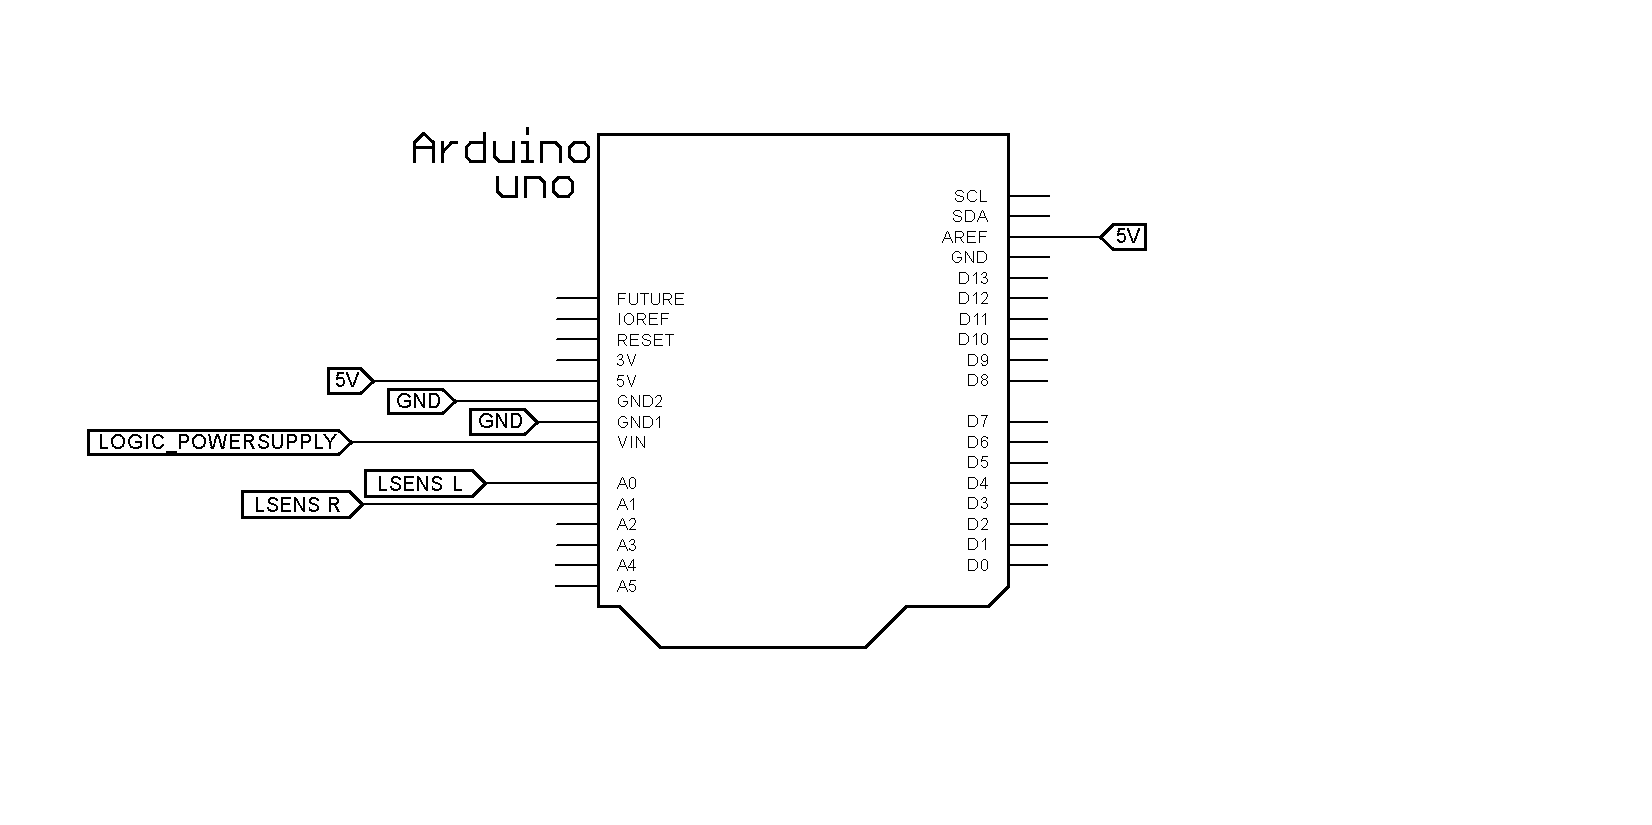 Arduino
uno
SCL
SDA
AREF
5V
GND
D13
FUTURE
D12
IOREF
D11
RESET
D10
3V
D9
5V
5V
D8
GND
GND2
GND
GND1
D7
LOGIC_POWERSUPPLY
VIN
D6
D5
LSENS L
A0
D4
LSENS R
A1
D3
A2
D2
A3
D1
A4
D0
A5